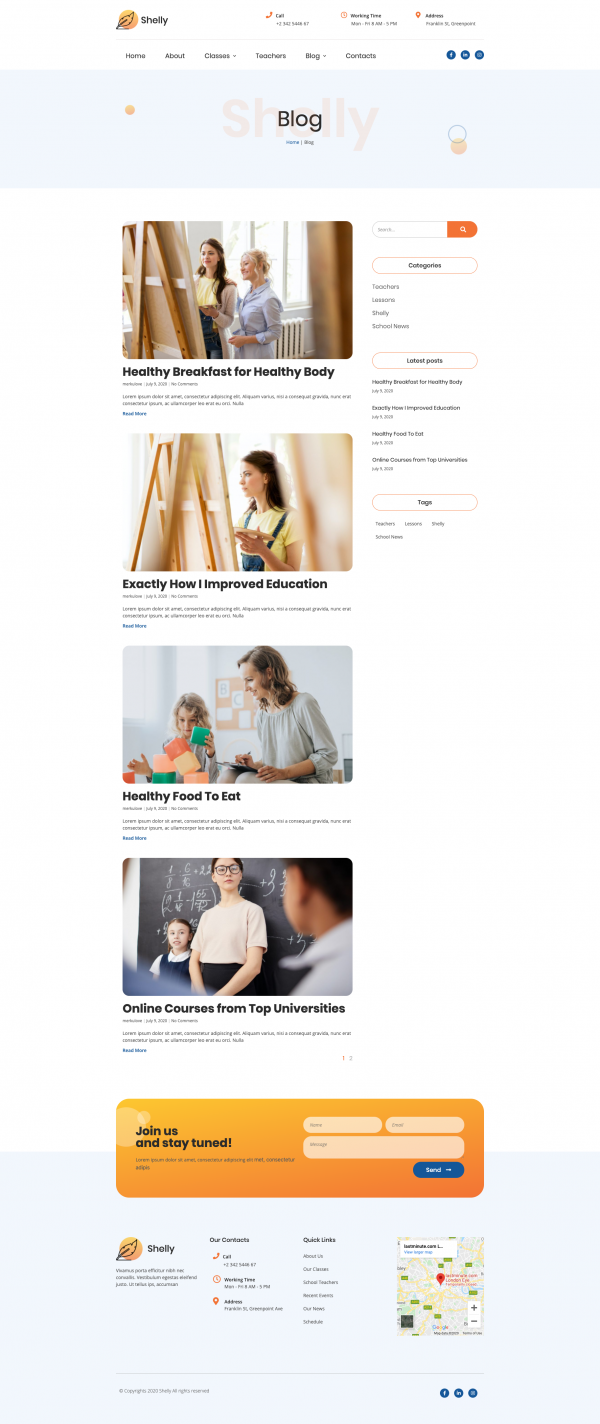 Shelly
Call
+2 342 5446 67
Working Time
Mon - Fri 8 AM - 5 PM
Address
Franklin St, Greenpoint
Home About Classes Teachers Blog Contacts
Shelly
Blog
Home | Blog
Healthy Breakfast for Healthy Body
merkulove | July 9, 2020 | No Comments
Lorem ipsum dolor sit amet, consectetur adipiscing elit. Aliquam varius, nisi a consequat gravida, nunc erat
consectetur ipsum, ac ullamcorper leo erat eu orci. Nulla
Read More
Exactly How I Improved Education
merkulove | July 9, 2020 | No Comments
Lorem ipsum dolor sit amet, consectetur adipiscing elit. Aliquam varius, nisi a consequat gravida, nunc erat
consectetur ipsum, ac ullamcorper leo erat eu orci. Nulla
Read More
Healthy Food To Eat
merkulove | July 9, 2020 | No Comments
Lorem ipsum dolor sit amet, consectetur adipiscing elit. Aliquam varius, nisi a consequat gravida, nunc erat
consectetur ipsum, ac ullamcorper leo erat eu orci. Nulla
Read More
Online Courses from Top Universities
merkulove | July 9, 2020 | No Comments
Lorem ipsum dolor sit amet, consectetur adipiscing elit. Aliquam varius, nisi a consequat gravida, nunc erat
consectetur ipsum, ac ullamcorper leo erat eu orci. Nulla
Read More
1 2
Search...
Categories
Teachers
Lessons
Shelly
School News
Latest posts
Healthy Breakfast for Healthy Body
July 9, 2020
Exactly How I Improved Education
July 9, 2020
Healthy Food To Eat
July 9, 2020
Online Courses from Top Universities
July 9, 2020
Tags
Teachers Lessons Shelly
School News
Join us
and stay tuned!
Lorem ipsum dolor sit amet, consectetur adipiscing elit met, consectetur
adipis
Name
Email
Message
Send
Shelly
Vivamus porta efficitur nibh nec
convallis. Vestibulum egestas eleifend
justo. Ut tellus ips, accumsan
Our Contacts
Call
+2 342 5446 67
Working Time
Mon - Fri 8 AM - 5 PM
Address
Franklin St, Greenpoint Ave
Quick Links
About Us
Our Classes
School Teachers
Recent Events
Our News
Schedule
lastminute.com L...
View larger map
lastminute.com
London Eye
Google
Map data ©2020
Terms of Use
© Copyrights 2020 Shelly All rights reserved